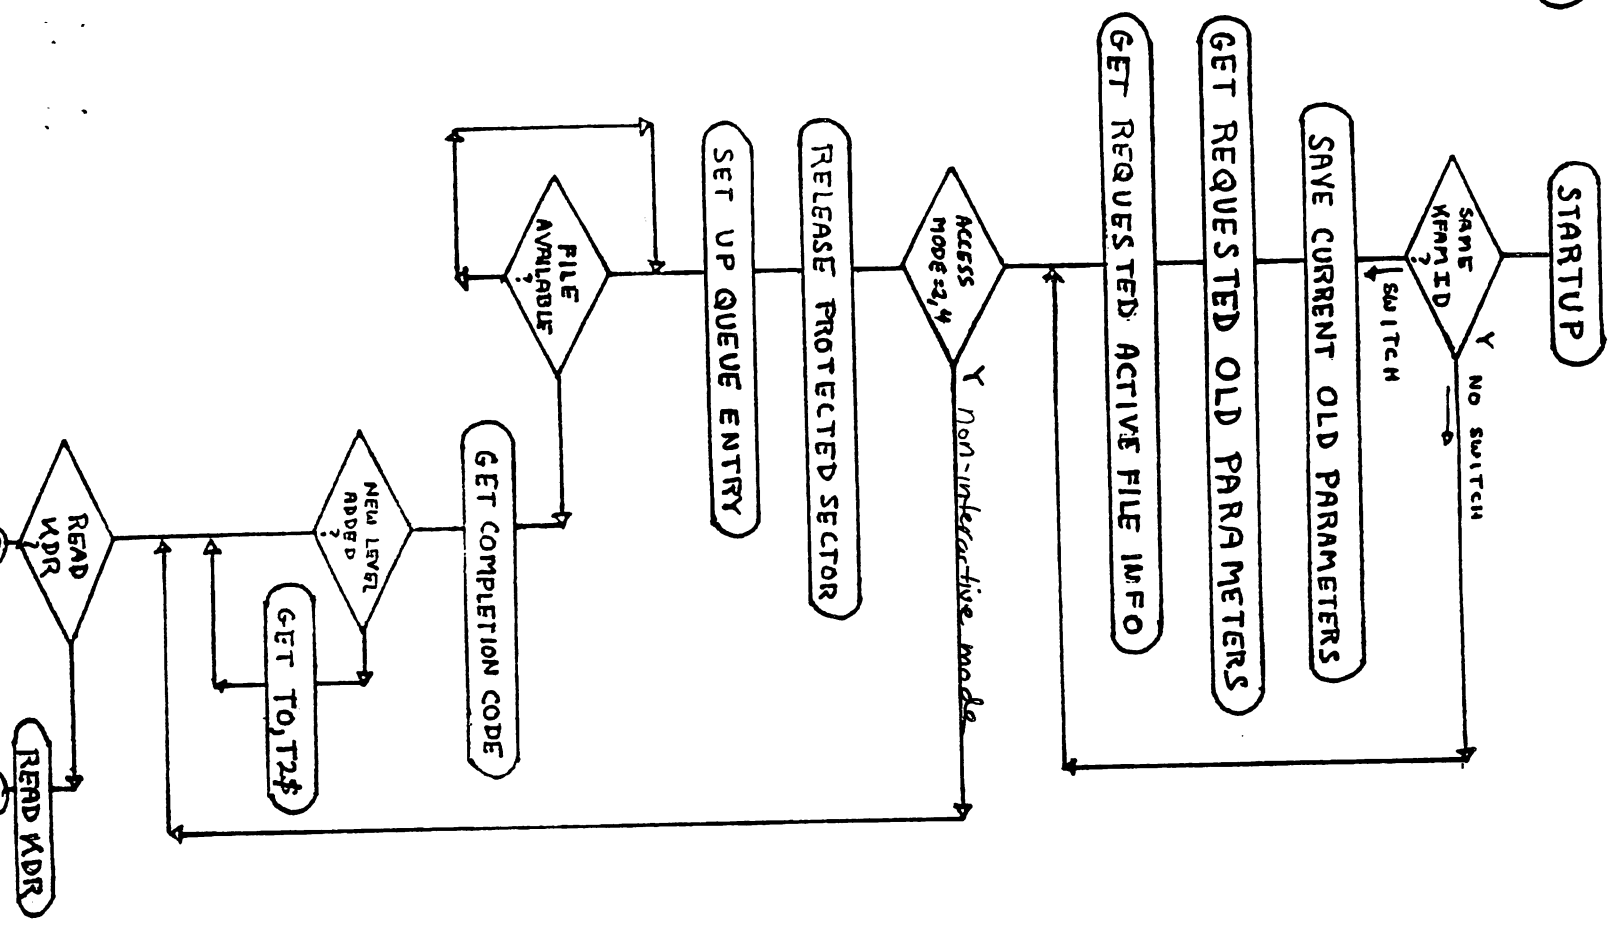 STARTUP
SAME
KFAM ID
?
Y
NO SWITCH
SWITCH
SAVE CURRENT OLD PARAMETERS
GET REQUESTED OLD PARAMETERS
GET REQUESTED ACTIVE FILE INFO
ACCESS
MODE=2,4
Y non-interactive mode
RELEASE PROTECTED SECTOR
SET UP QUEUE ENTRY
FILE
AVAILABLE
?
GET COMPLETION CODE
NEW LEVEL
ADDED
?
GET T0,T2$
READ
KDR
?
READ KDR